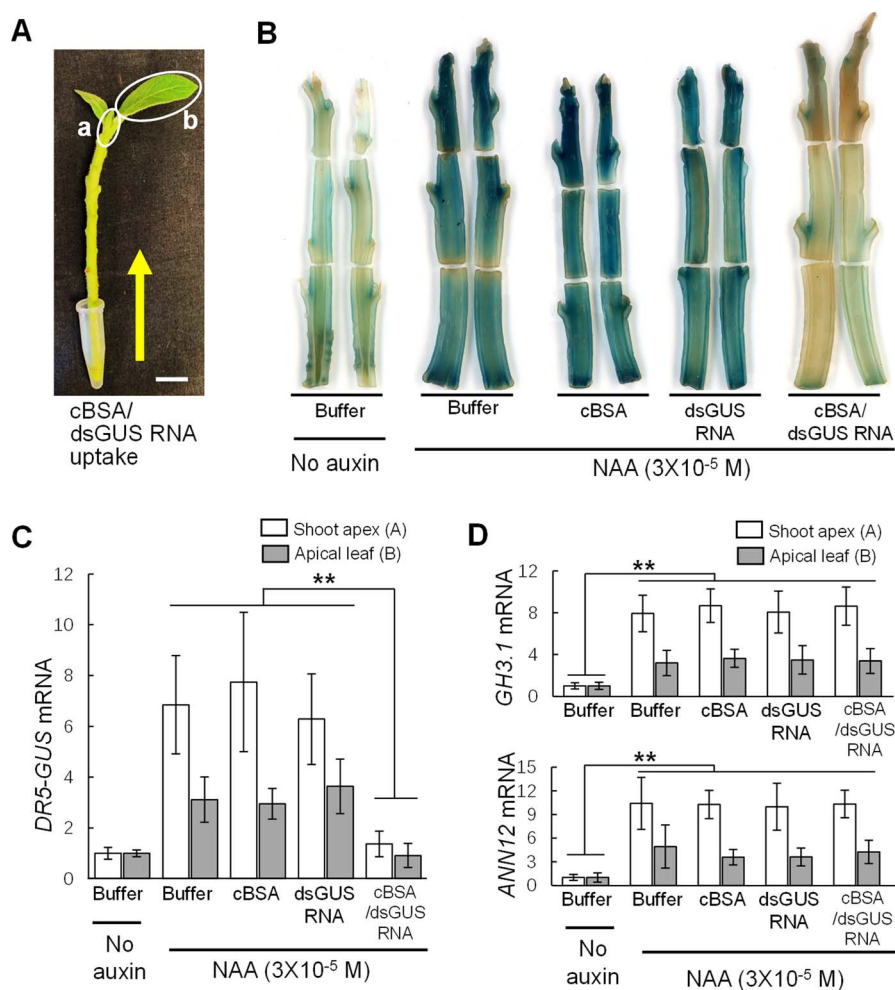 A
a
b
cBSA/
dsGUS RNA
uptake
B
Buffer
Buffer
cBSA
dsGUS
RNA
cBSA/
dsGUS RNA
No auxin
NAA (3X10⁻⁵ M)
C
Shoot apex (A)
Apical leaf (B)
**
DR5-GUS mRNA
12
10
8
6
4
2
0
Buffer
Buffer
cBSA
dsGUS
RNA
cBSA
/dsGUS
RNA
No
auxin
NAA (3X10⁻⁵ M)
D
Shoot apex (A)
Apical leaf (B)
**
GH3.1 mRNA
12
8
4
0
Buffer
Buffer
cBSA
dsGUS
RNA
cBSA
/dsGUS
RNA
**
ANN12 mRNA
15
12
9
6
3
0
Buffer
Buffer
cBSA
dsGUS
RNA
cBSA
/dsGUS
RNA
No
auxin
NAA (3X10⁻⁵ M)